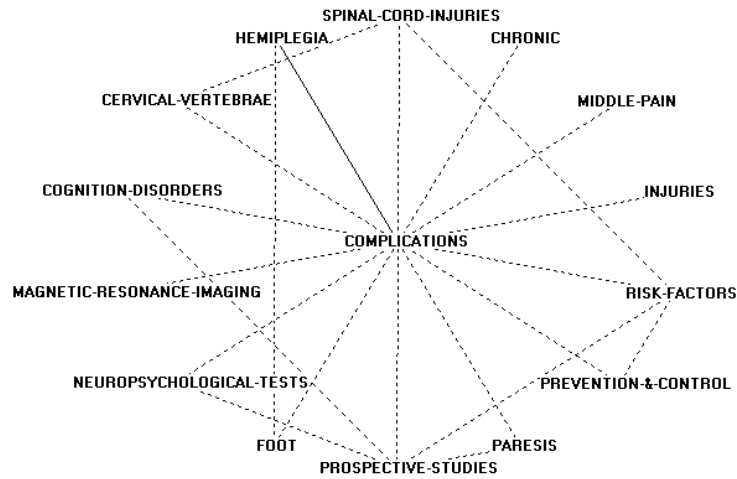 SPINAL-CORD-INJURIES
HEMIPLEGIA
CHRONIC
CERVICAL-VERTEBRAE
MIDDLE-PAIN
COGNITION-DISORDERS
INJURIES
COMPLICATIONS
MAGNETIC-RESONANCE-IMAGING
RISK-FACTORS
NEUROPSYCHOLOGICAL-TESTS
PREVENTION-&-CONTROL
FOOT
PARESIS
PROSPECTIVE-STUDIES